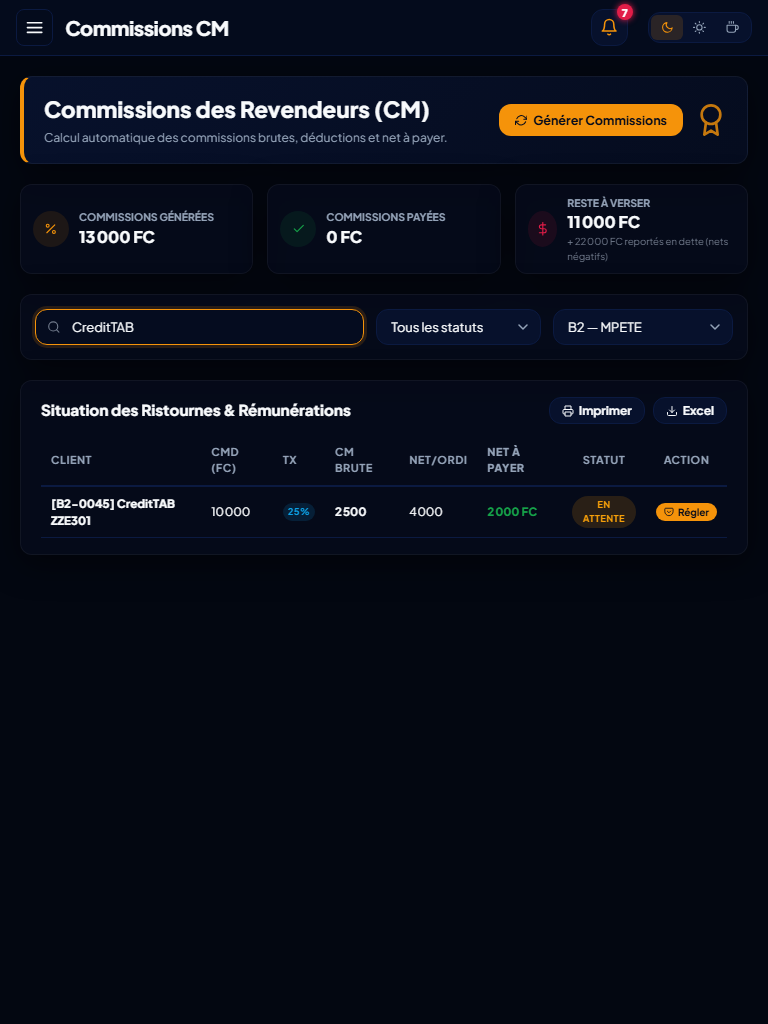 Commissions CM
7
Commissions des Revendeurs (CM)
Calcul automatique des commissions brutes, déductions et net à payer.
Générer Commissions
COMMISSIONS GÉNÉRÉES
13 000 FC
COMMISSIONS PAYÉES
0 FC
RESTE À VERSER
11 000 FC
+ 22 000 FC reportés en dette (nets
négatifs)
CreditTAB
Tous les statuts
B2 — MPETE
Situation des Ristournes & Rémunérations
Imprimer
Excel
CLIENT
CMD
(FC)
TX
CM
BRUTE
NET/ORDI
NET À
PAYER
STATUT
ACTION
[B2-0045] CreditTAB
ZZE301
10 000
25%
2500
4000
2 000 FC
EN
ATTENTE
Régler